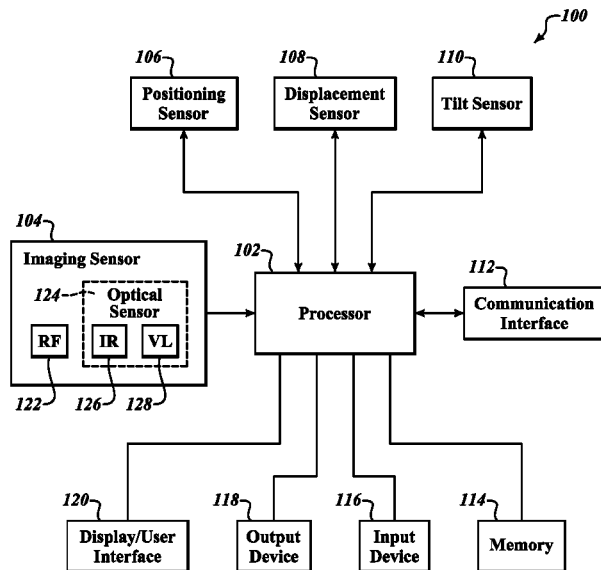 100
106
108
110
Positioning
Sensor
Displacement
Sensor
Tilt Sensor
104
Imaging Sensor
124
Optical
Sensor
RF
IR
VL
122
126
128
102
Processor
112
Communication
Interface
120
Display/User
Interface
118
Output
Device
116
Input
Device
114
Memory